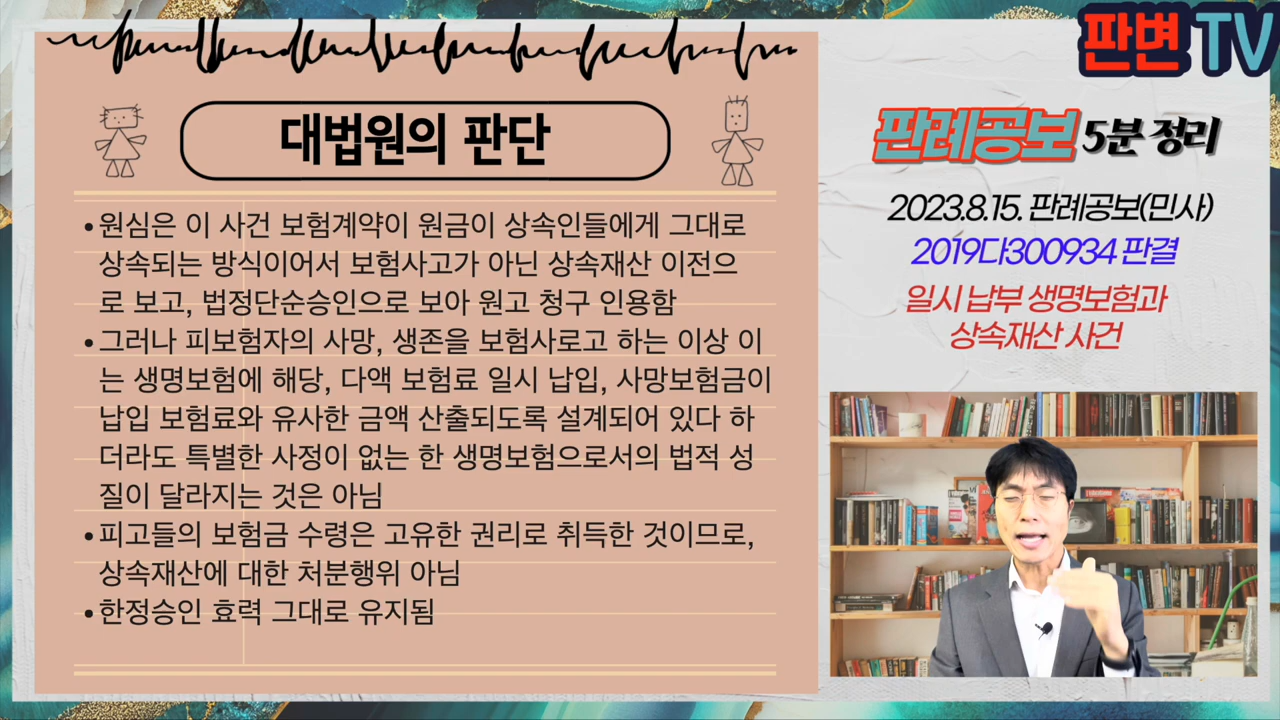 판변 TV
대법원의 판단
•원심은 이 사건 보험계약이 원금이 상속인들에게 그대로
상속되는 방식이어서 보험사고가 아닌 상속재산 이전으
로 보고, 법정단순승인으로 보아 원고 청구 인용함
•그러나 피보험자의 사망, 생존을 보험사로고 하는 이상 이
는 생명보험에 해당, 다액 보험료 일시 납입, 사망보험금이
납입 보험료와 유사한 금액 산출되도록 설계되어 있다 하
더라도 특별한 사정이 없는 한 생명보험으로서의 법적 성
질이 달라지는 것은 아님
•피고들의 보험금 수령은 고유한 권리로 취득한 것이므로,
상속재산에 대한 처분행위 아님
•한정승인 효력 그대로 유지됨
판례공보 5분 정리
2023.8.15. 판례공보(민사)
2019다300934 판결
일시 납부 생명보험과
상속재산 사건